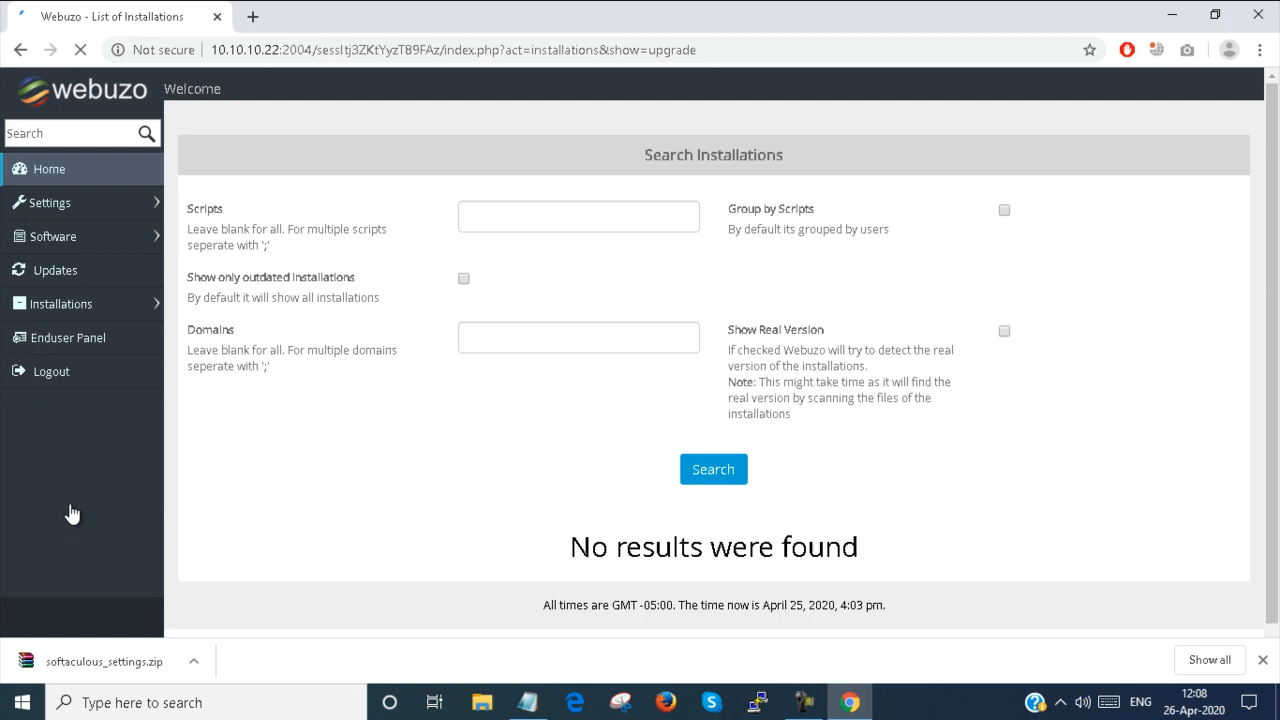 Webuzo - List of Installations
Not secure 10.10.10.22:2004/sessItj3ZKtYyzT89FAz/index.php?act=installations&show=upgrade
webuzo
Welcome
Search
Home
Settings
Software
Updates
Installations
Enduser Panel
Logout
Search Installations
Scripts
Leave blank for all. For multiple scripts
seperate with ';'
Group by Scripts
By default its grouped by users
Show only outdated Installations
By default it will show all installations
Domains
Leave blank for all. For multiple domains
seperate with ';'
Show Real Version
If checked Webuzo will try to detect the real
version of the installations.
Note: This might take time as it will find the
real version by scanning the files of the
installations
Search
No results were found
All times are GMT -05:00. The time now is April 25, 2020, 4:03 pm.
softaculous_settings.zip
Show all
Type here to search
ENG
12:08
26-Apr-2020